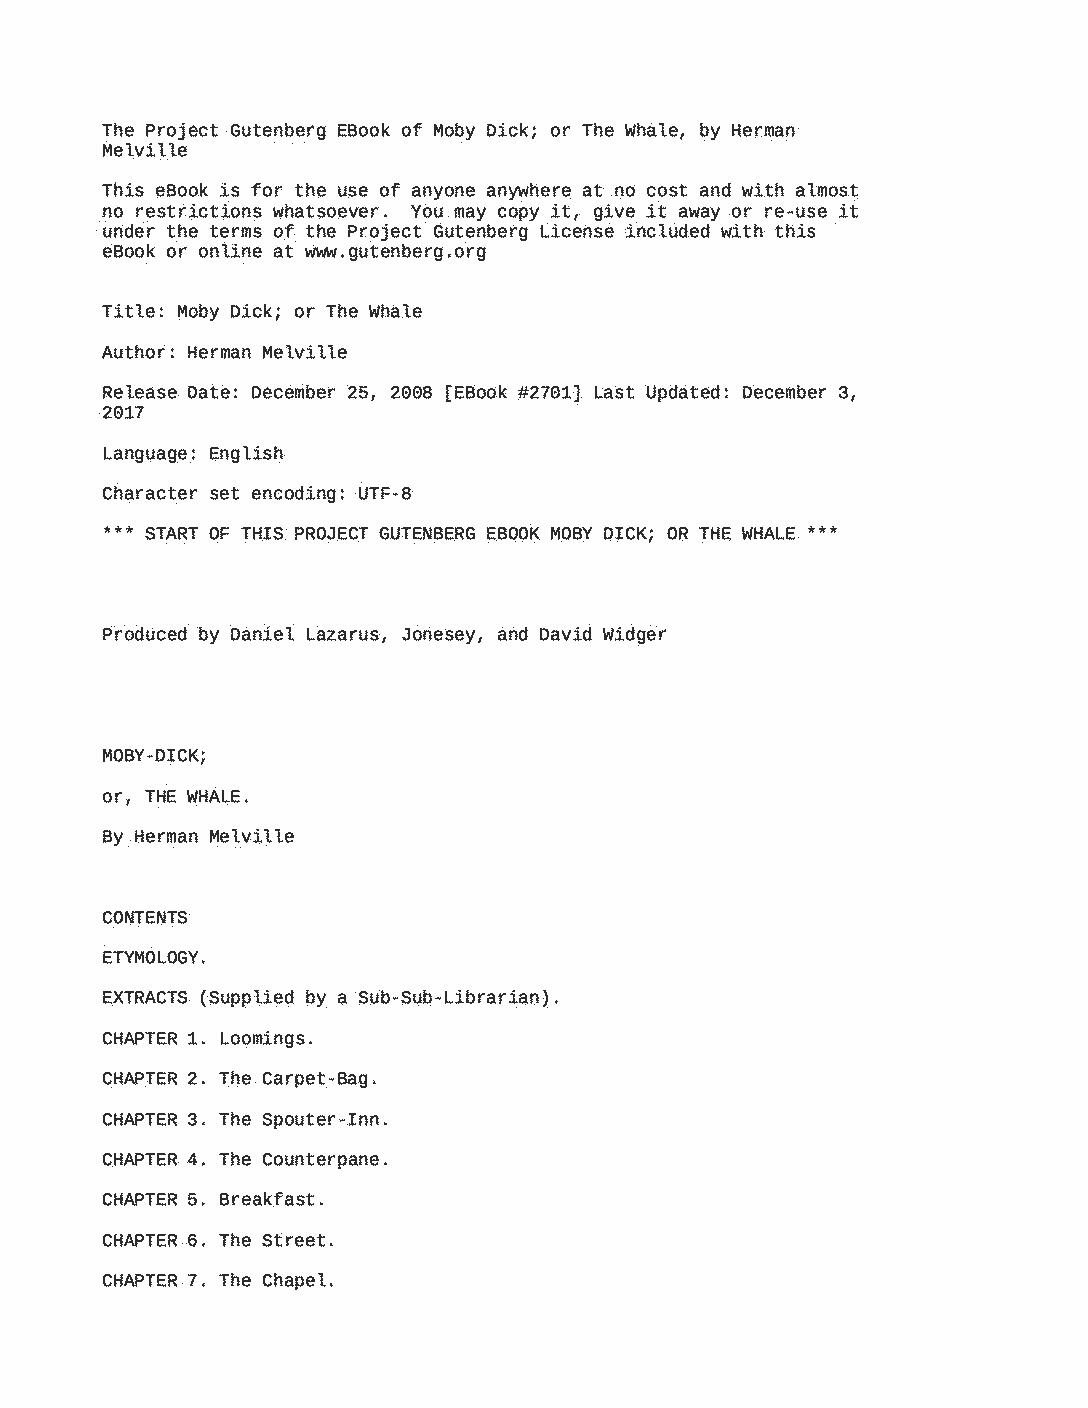 The Project Gutenberg EBook of Moby Dick; or The Whale, by Herman
Melville
This eBook is for the use of anyone anywhere at no cost and with almost
no restrictions whatsoever.  You may copy it, give it away or re-use it
under the terms of the Project Gutenberg License included with this
eBook or online at www.gutenberg.org
Title: Moby Dick; or The Whale
Author: Herman Melville
Release Date: December 25, 2008 [EBook #2701] Last Updated: December 3,
2017
Language: English
Character set encoding: UTF-8
*** START OF THIS PROJECT GUTENBERG EBOOK MOBY DICK; OR THE WHALE ***
Produced by Daniel Lazarus, Jonesey, and David Widger
MOBY-DICK;
or, THE WHALE.
By Herman Melville
CONTENTS
ETYMOLOGY.
EXTRACTS (Supplied by a Sub-Sub-Librarian).
CHAPTER 1. Loomings.
CHAPTER 2. The Carpet-Bag.
CHAPTER 3. The Spouter-Inn.
CHAPTER 4. The Counterpane.
CHAPTER 5. Breakfast.
CHAPTER 6. The Street.
CHAPTER 7. The Chapel.